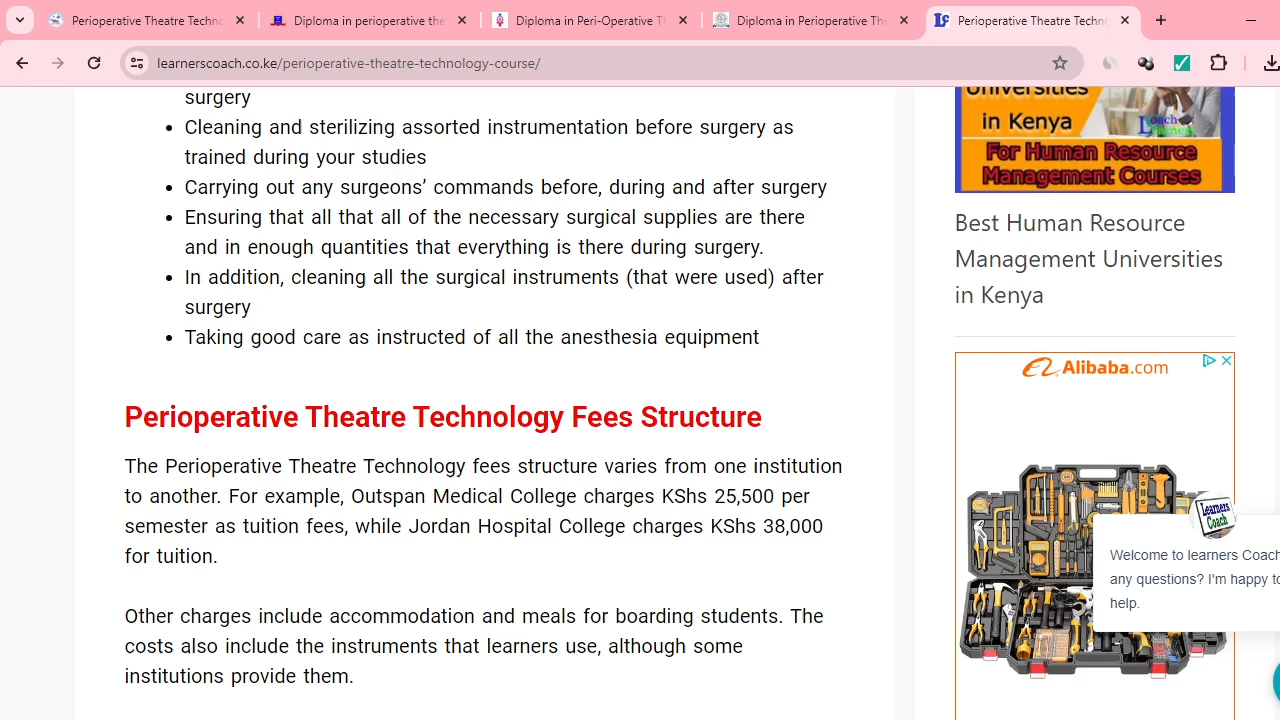 Perioperative Theatre Techno
Diploma in perioperative the
Diploma in Peri-Operative T
Diploma in Perioperative The
Perioperative Theatre Techno
learnerscoach.co.ke/perioperative-theatre-technology-course/
surgery
• Cleaning and sterilizing assorted instrumentation before surgery as
trained during your studies
• Carrying out any surgeons’ commands before, during and after surgery
• Ensuring that all that all of the necessary surgical supplies are there
and in enough quantities that everything is there during surgery.
• In addition, cleaning all the surgical instruments (that were used) after
surgery
• Taking good care as instructed of all the anesthesia equipment
Perioperative Theatre Technology Fees Structure
The Perioperative Theatre Technology fees structure varies from one institution
to another. For example, Outspan Medical College charges KShs 25,500 per
semester as tuition fees, while Jordan Hospital College charges KShs 38,000
for tuition.
Other charges include accommodation and meals for boarding students. The
costs also include the instruments that learners use, although some
institutions provide them.
Universities
in Kenya
For Human Resource
Management Courses
Best Human Resource
Management Universities
in Kenya
Alibaba.com
Learners
Coach
Welcome to learners Coach
any questions? I'm happy to
help.